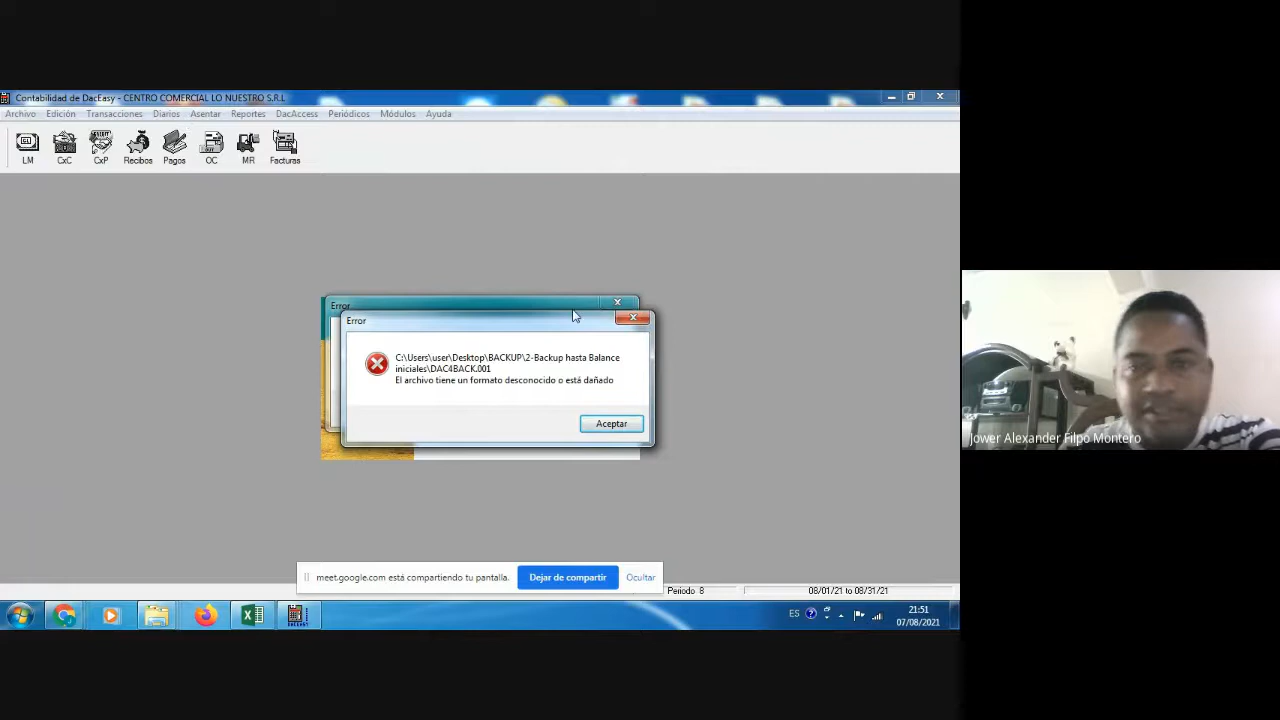 Contabilidad de DacEasy - CENTRO COMERCIAL LO NUESTRO S.R.L
Archivo Edición Transacciones Diarios Asentar Reportes DacAccess Periódicos Módulos Ayuda
LM CxC CxP Recibos Pagos OC MR Facturas
Error
Error
C:\Users\user\Desktop\BACKUP\2-Backup hasta Balance
iniciales\DAC4BACK.001
El archivo tiene un formato desconocido o está dañado
Aceptar
Jower Alexander Filpo Montero
meet.google.com está compartiendo tu pantalla. Dejar de compartir Ocultar
Periodo 8 08/01/21 to 08/31/21
ES 21:51
07/08/2021